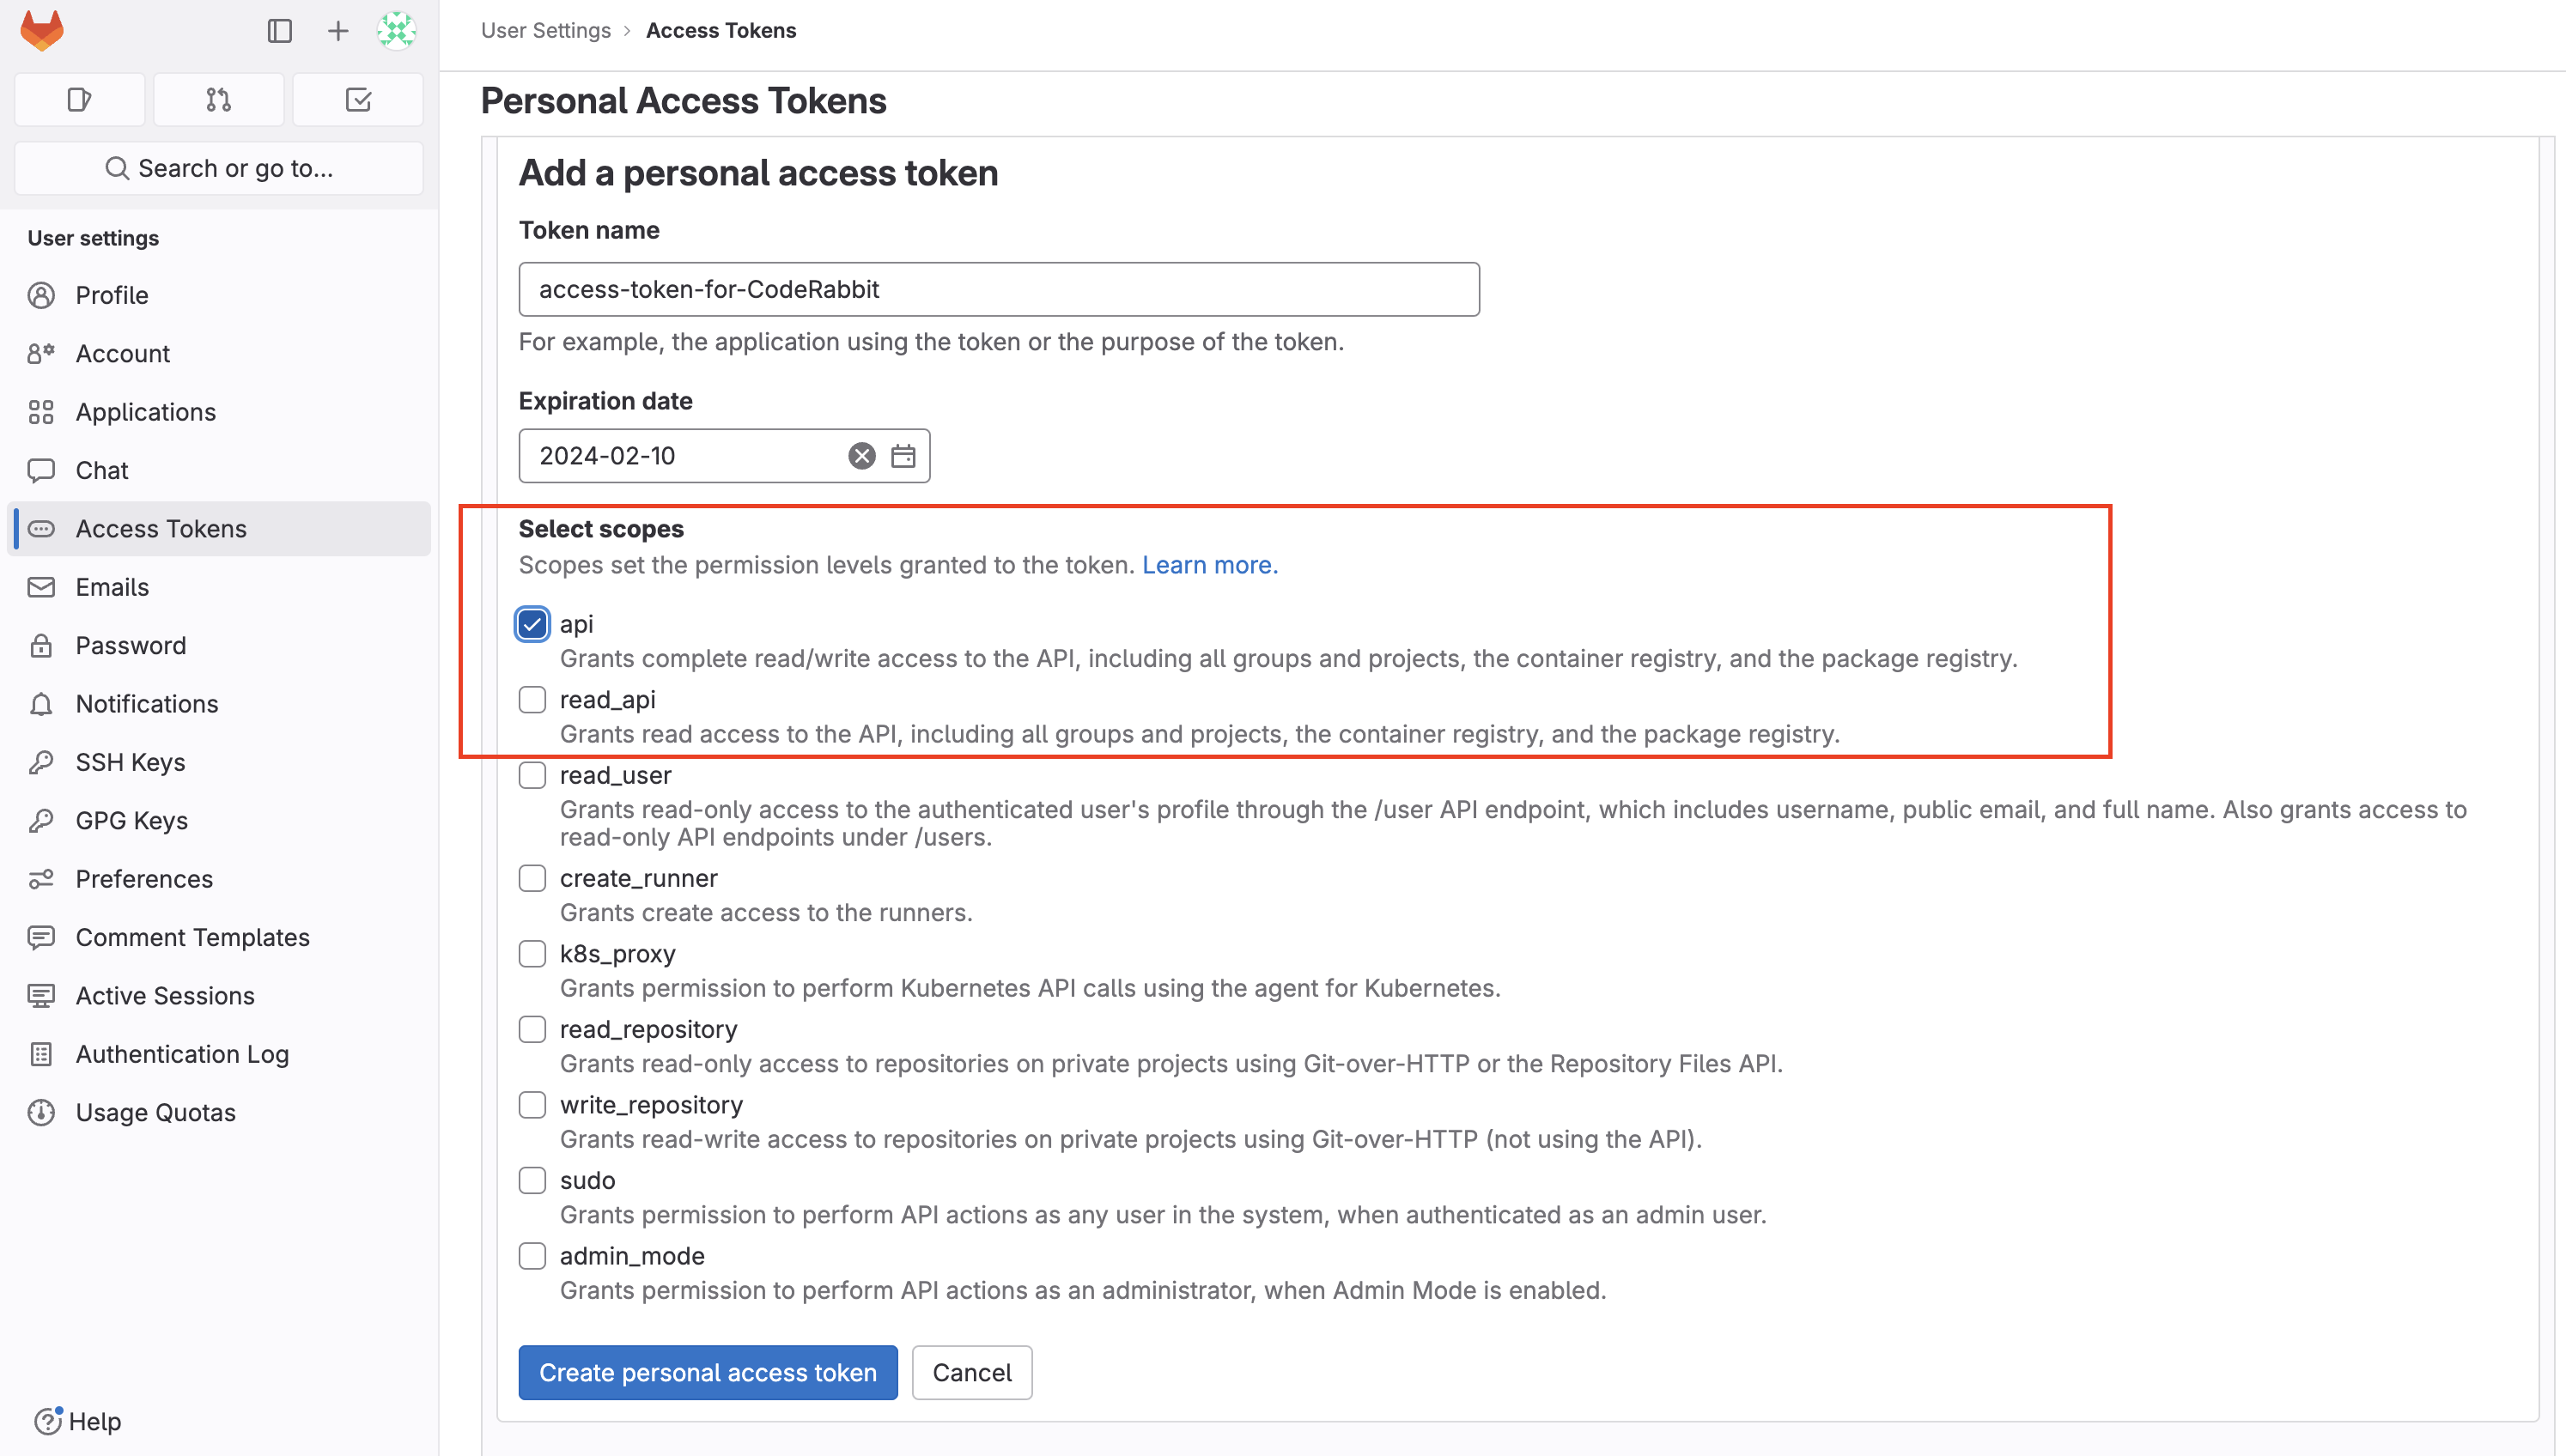 User Settings › Access Tokens
Search or go to...
User settings
Profile
Account
Applications
Chat
Access Tokens
Emails
Password
Notifications
SSH Keys
GPG Keys
Preferences
Comment Templates
Active Sessions
Authentication Log
Usage Quotas
Help
Personal Access Tokens
Add a personal access token
Token name
access-token-for-CodeRabbit
For example, the application using the token or the purpose of the token.
Expiration date
2024-02-10
Select scopes
Scopes set the permission levels granted to the token. Learn more.
api
Grants complete read/write access to the API, including all groups and projects, the container registry, and the package registry.
read_api
Grants read access to the API, including all groups and projects, the container registry, and the package registry.
read_user
Grants read-only access to the authenticated user's profile through the /user API endpoint, which includes username, public email, and full name. Also grants access to
read-only API endpoints under /users.
create_runner
Grants create access to the runners.
k8s_proxy
Grants permission to perform Kubernetes API calls using the agent for Kubernetes.
read_repository
Grants read-only access to repositories on private projects using Git-over-HTTP or the Repository Files API.
write_repository
Grants read-write access to repositories on private projects using Git-over-HTTP (not using the API).
sudo
Grants permission to perform API actions as any user in the system, when authenticated as an admin user.
admin_mode
Grants permission to perform API actions as an administrator, when Admin Mode is enabled.
Create personal access token
Cancel